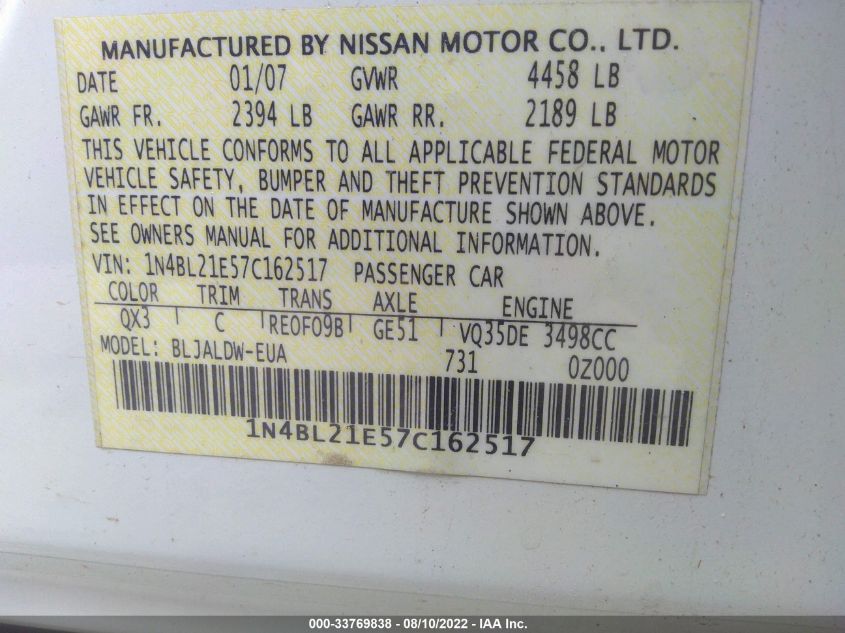 MANUFACTURED BY NISSAN MOTOR CO., LTD.
DATE 01/07 GVWR 4458 LB
GAWR FR. 2394 LB GAWR RR. 2189 LB
THIS VEHICLE CONFORMS TO ALL APPLICABLE FEDERAL MOTOR
VEHICLE SAFETY, BUMPER AND THEFT PREVENTION STANDARDS
IN EFFECT ON THE DATE OF MANUFACTURE SHOWN ABOVE.
SEE OWNERS MANUAL FOR ADDITIONAL INFORMATION.
VIN: 1N4BL21E57C162517 PASSENGER CAR
COLOR TRIM TRANS AXLE ENGINE
QX3 C RE0F09B GE51 VQ35DE 3498CC
MODEL: BLJALDW-EUA 731 0Z000
1N4BL21E57C162517
000-33769838 - 08/10/2022 - IAA Inc.